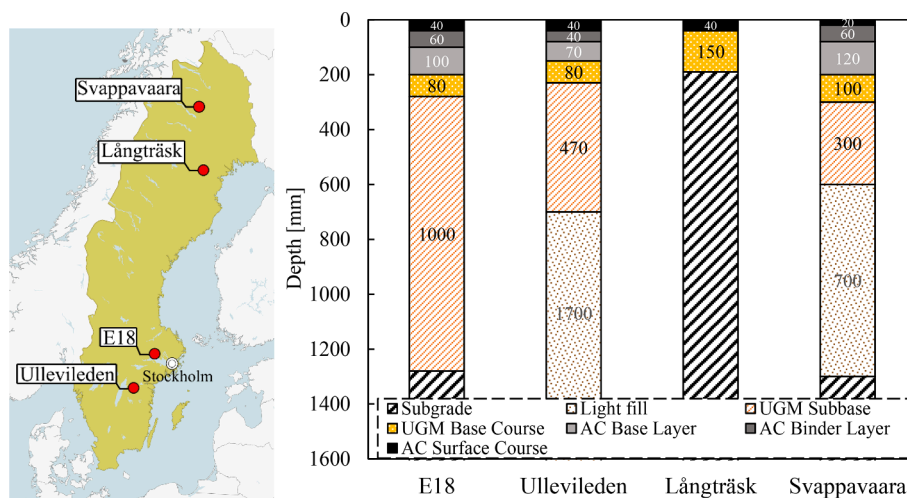 Svappavaara
Långträsk
E18
Stockholm
Ullevileden
Depth [mm]
0
200
400
600
800
1000
1200
1400
1600
40
60
100
80
1000
40
40
70
80
470
1700
40
150
20
60
120
100
300
700
Subgrade
Light fill
UGM Subbase
UGM Base Course
AC Base Layer
AC Binder Layer
AC Surface Course
E18
Ullevileden
Långträsk
Svappavaara